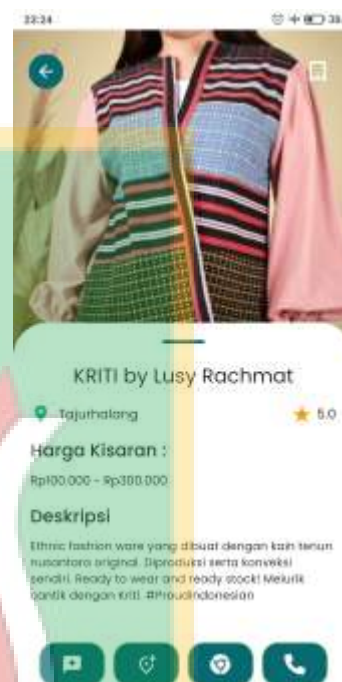 22:24
KRITI by Lusy Rachmat
Tajurhalang
5.0
Harga Kisaran :
Rp100.000 - Rp300.000
Deskripsi
Ethnic fashion ware yang dibuat dengan kain tenun
nusantara original. Diproduksi serta konveksi
sendiri. Ready to wear and ready stock! Melurik
cantik dengan Kriti. #ProudIndonesian